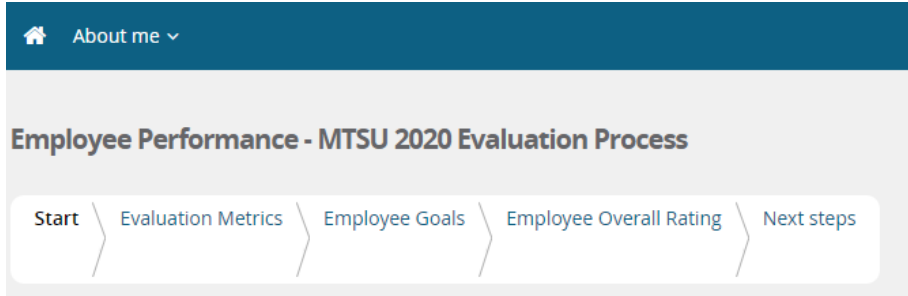 About me
Employee Performance - MTSU 2020 Evaluation Process
Start Evaluation Metrics Employee Goals Employee Overall Rating Next steps